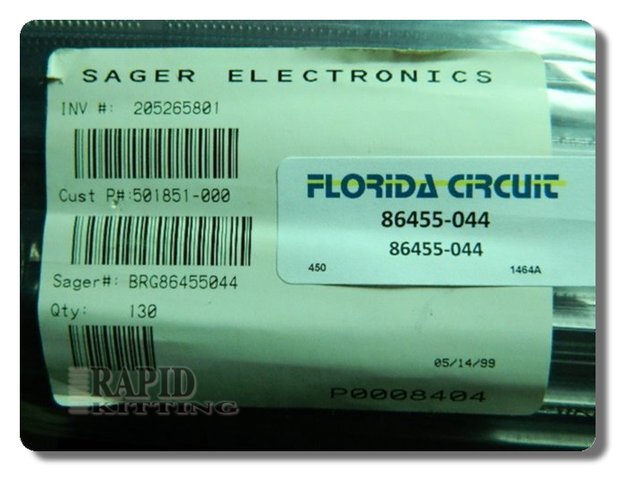 SAGER ELECTRONICS
INV #: 205265801
Cust P#:501851-000
Sager#: BRG86455044
Qty: 130
05/14/99
P0008404
FLORIDA CIRCUIT
86455-044
86455-044
450 1464A
RAPID
KITTING